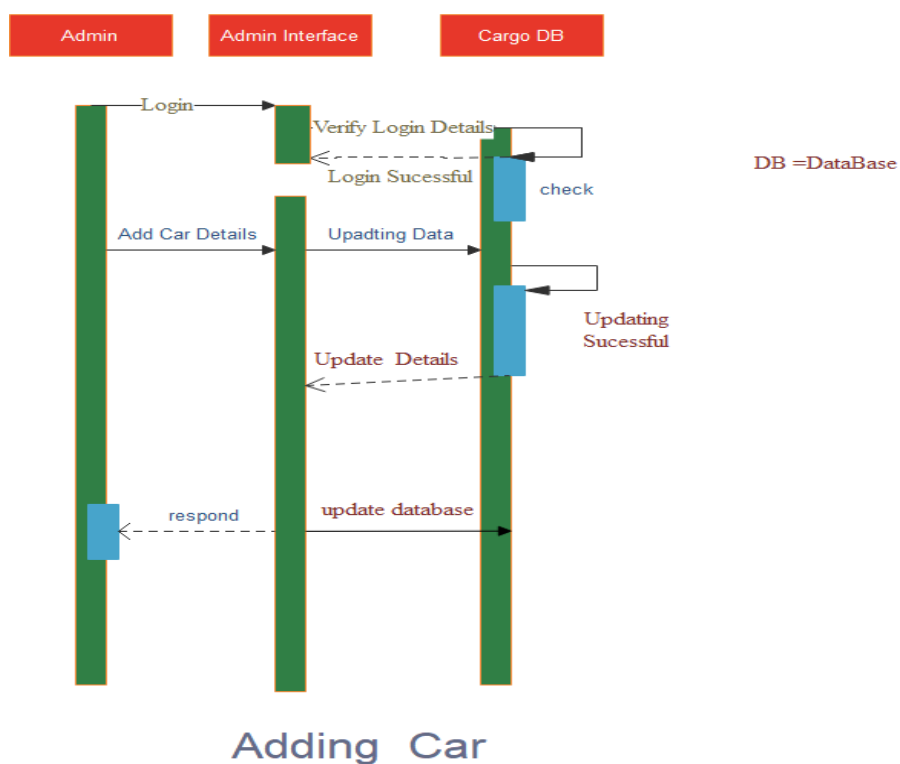 Admin
Admin Interface
Cargo DB
Login
Verify Login Details
DB =DataBase
Login Sucessful
check
Add Car Details
Upadting Data
Updating
Sucessful
Update Details
respond
update database
Adding Car